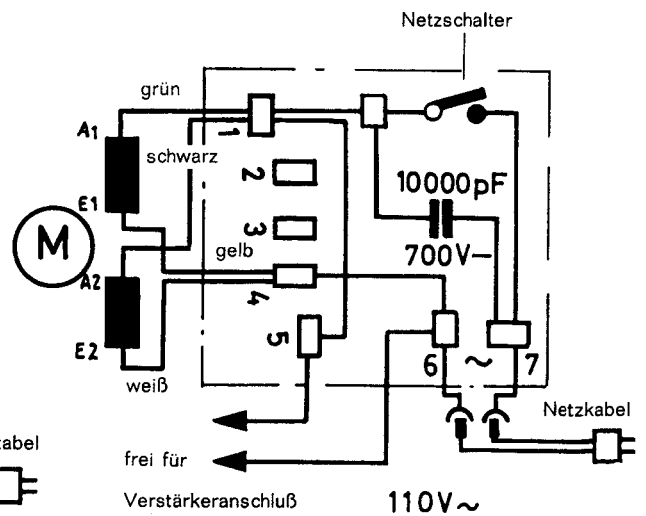 Netzschalter
grün
A1
1
schwarz
2
10000pF
E1
3
M
gelb
700V–
A2
4
5
E2
6 ~ 7
weiß
Netzkabel
frei für
Verstärkeranschluß
110V~